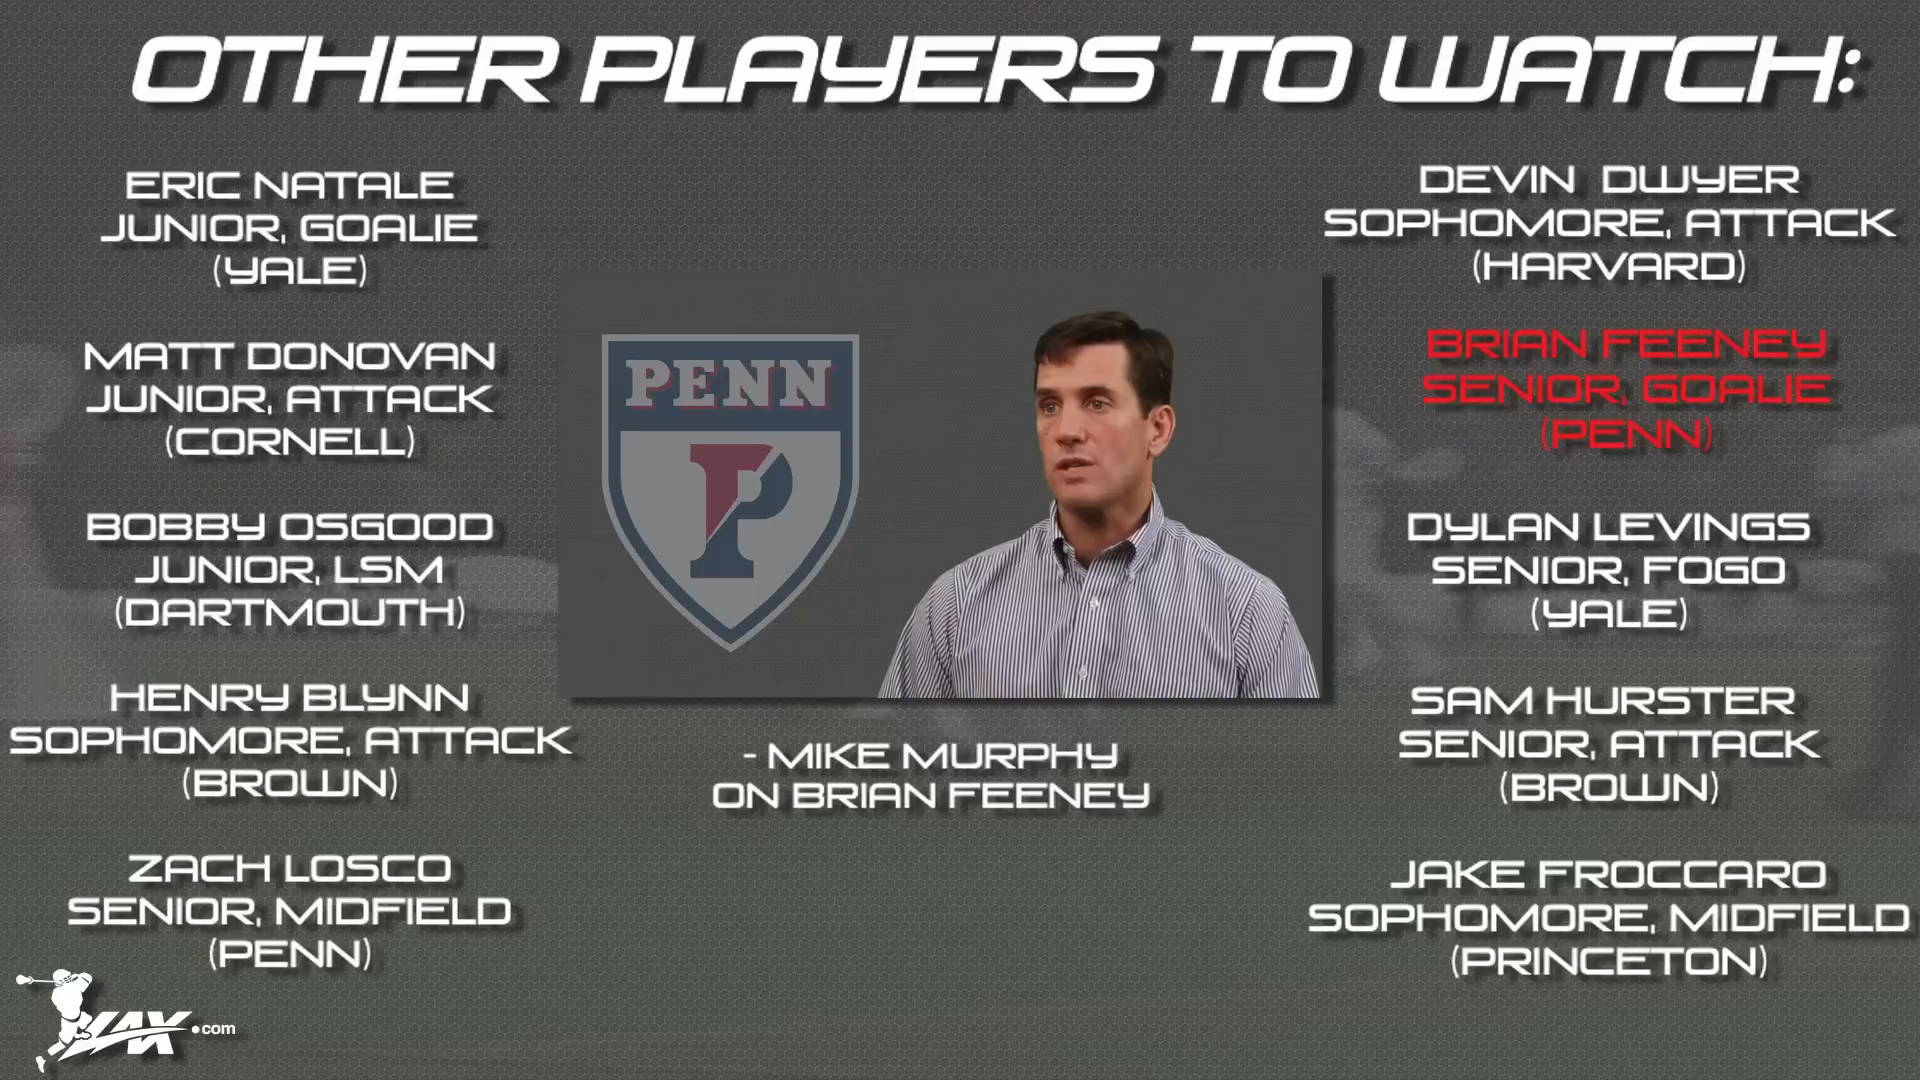 OTHER PLAYERS TO WATCH:
ERIC NATALE
JUNIOR, GOALIE
(YALE)
MATT DONOVAN
JUNIOR, ATTACK
(CORNELL)
BOBBY OSGOOD
JUNIOR, LSM
(DARTMOUTH)
HENRY BLYNN
SOPHOMORE, ATTACK
(BROWN)
ZACH LOSCO
SENIOR, MIDFIELD
(PENN)
PENN
P
- MIKE MURPHY
ON BRIAN FEENEY
DEVIN DWYER
SOPHOMORE, ATTACK
(HARVARD)
BRIAN FEENEY
SENIOR, GOALIE
(PENN)
DYLAN LEVINGS
SENIOR, FOGO
(YALE)
SAM HURSTER
SENIOR, ATTACK
(BROWN)
JAKE FROCCARO
SOPHOMORE, MIDFIELD
(PRINCETON)
LAX.com